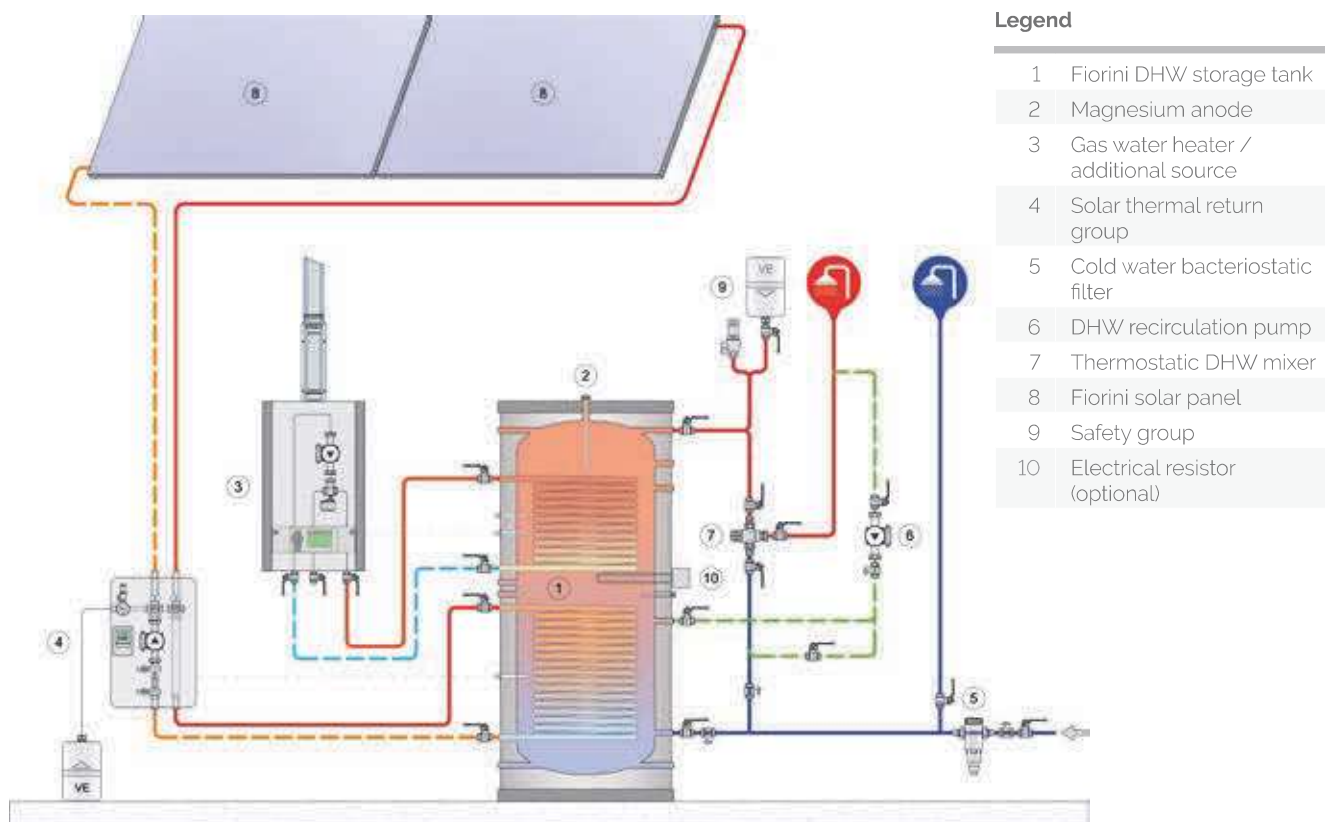 Legend
1 Fiorini DHW storage tank
2 Magnesium anode
3 Gas water heater /
additional source
4 Solar thermal return
group
5 Cold water bacteriostatic
filter
6 DHW recirculation pump
7 Thermostatic DHW mixer
8 Fiorini solar panel
9 Safety group
10 Electrical resistor
(optional)
8
8
VE
9
2
3
7
6
10
1
4
5
VE